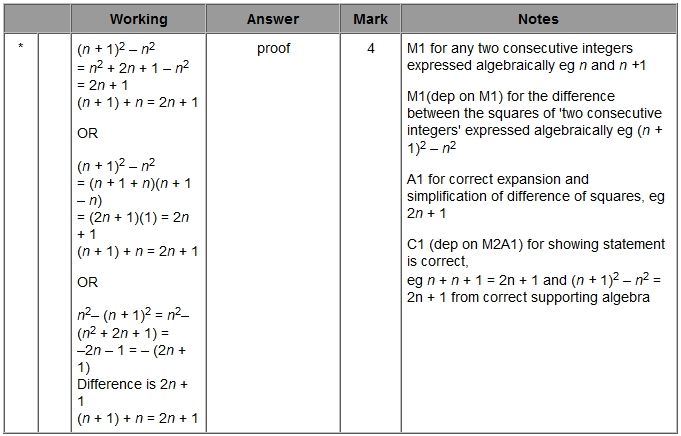 Working Answer Mark Notes
* (n + 1)² – n² proof 4 M1 for any two consecutive integers
= n² + 2n + 1 – n² expressed algebraically eg n and n +1
= 2n + 1
(n + 1) + n = 2n + 1 M1(dep on M1) for the difference
between the squares of 'two consecutive
OR integers' expressed algebraically eg (n +
1)² – n²
(n + 1)² – n²
= (n + 1 + n)(n + 1 A1 for correct expansion and
– n) simplification of difference of squares, eg
= (2n + 1)(1) = 2n 2n + 1
+ 1
(n + 1) + n = 2n + 1 C1 (dep on M2A1) for showing statement
is correct,
OR eg n + n + 1 = 2n + 1 and (n + 1)² – n² =
2n + 1 from correct supporting algebra
n²– (n + 1)² = n²–
(n² + 2n + 1) =
–2n – 1 = – (2n +
1)
Difference is 2n +
1
(n + 1) + n = 2n + 1